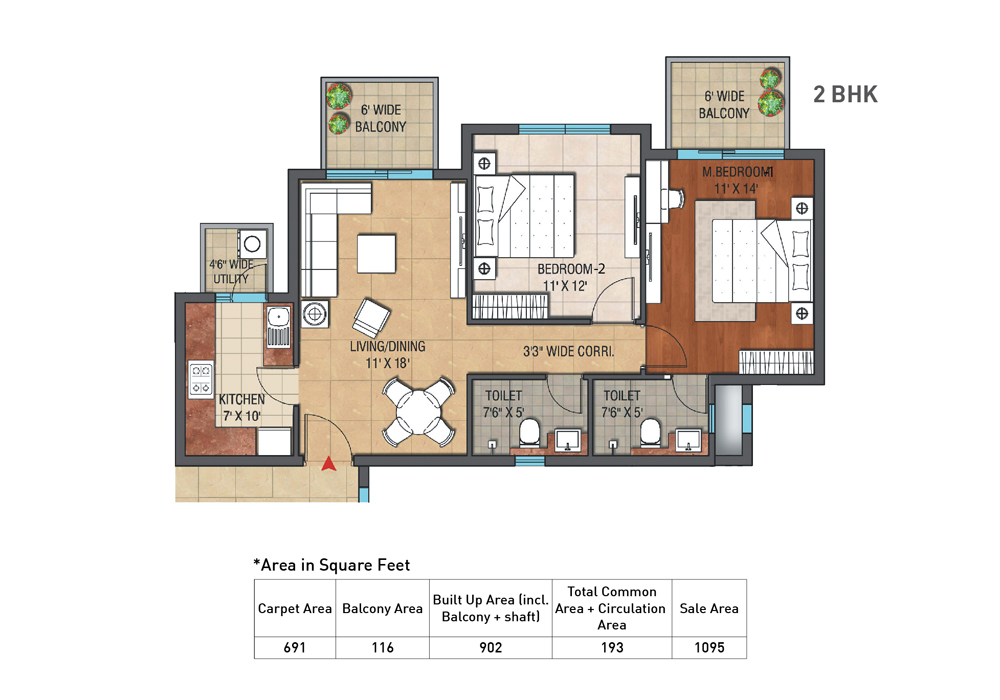 2 BHK
6' WIDE
BALCONY
6' WIDE
BALCONY
M.BEDROOM1
11' X 14'
4'6" WIDE
UTILITY
BEDROOM-2
11' X 12'
LIVING/DINING
11' X 18'
3'3" WIDE CORRI.
KITCHEN
7' X 10'
TOILET
7'6" X 5'
TOILET
7'6" X 5'
*Area in Square Feet
Carpet Area
Balcony Area
Built Up Area (incl.
Balcony + shaft)
Total Common
Area + Circulation
Area
Sale Area
691 116 902 193 1095